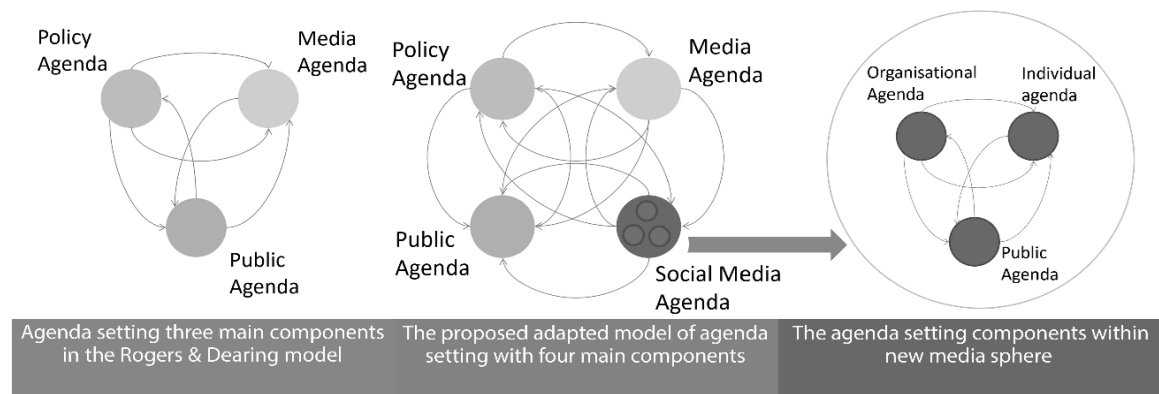 Policy
Agenda
Media
Agenda
Public
Agenda
Policy
Agenda
Media
Agenda
Public
Agenda
Social Media
Agenda
Organisational
Agenda
Individual
agenda
Public
Agenda
Agenda setting three main components
in the Rogers & Dearing model
The proposed adapted model of agenda
setting with four main components
The agenda setting components within
new media sphere